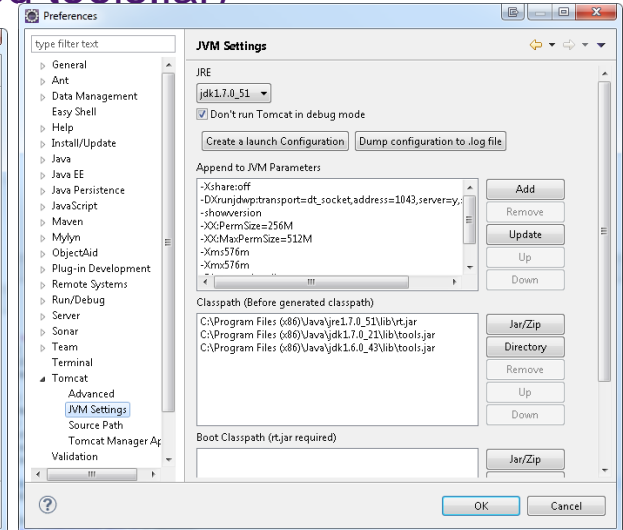 Preferences
type filter text
General
Ant
Data Management
Easy Shell
Help
Install/Update
Java
Java EE
Java Persistence
JavaScript
Maven
Mylyn
ObjectAid
Plug-in Development
Remote Systems
Run/Debug
Server
Sonar
Team
Terminal
Tomcat
Advanced
JVM Settings
Source Path
Tomcat Manager Ap
Validation
JVM Settings
JRE
jdk1.7.0_51
Don't run Tomcat in debug mode
Create a launch Configuration Dump configuration to .log file
Append to JVM Parameters
-Xshare:off
-DXrunjdwp:transport=dt_socket,address=1043,server=y,
-showversion
-XX:PermSize=256M
-XX:MaxPermSize=512M
-Xms576m
-Xmx576m
Add
Remove
Update
Up
Down
Classpath (Before generated classpath)
C:\Program Files (x86)\Java\jre1.7.0_51\lib\rt.jar
C:\Program Files (x86)\Java\jdk1.7.0_21\lib\tools.jar
C:\Program Files (x86)\Java\jdk1.6.0_43\lib\tools.jar
Jar/Zip
Directory
Remove
Up
Down
Boot Classpath (rt.jar required)
Jar/Zip
OK Cancel